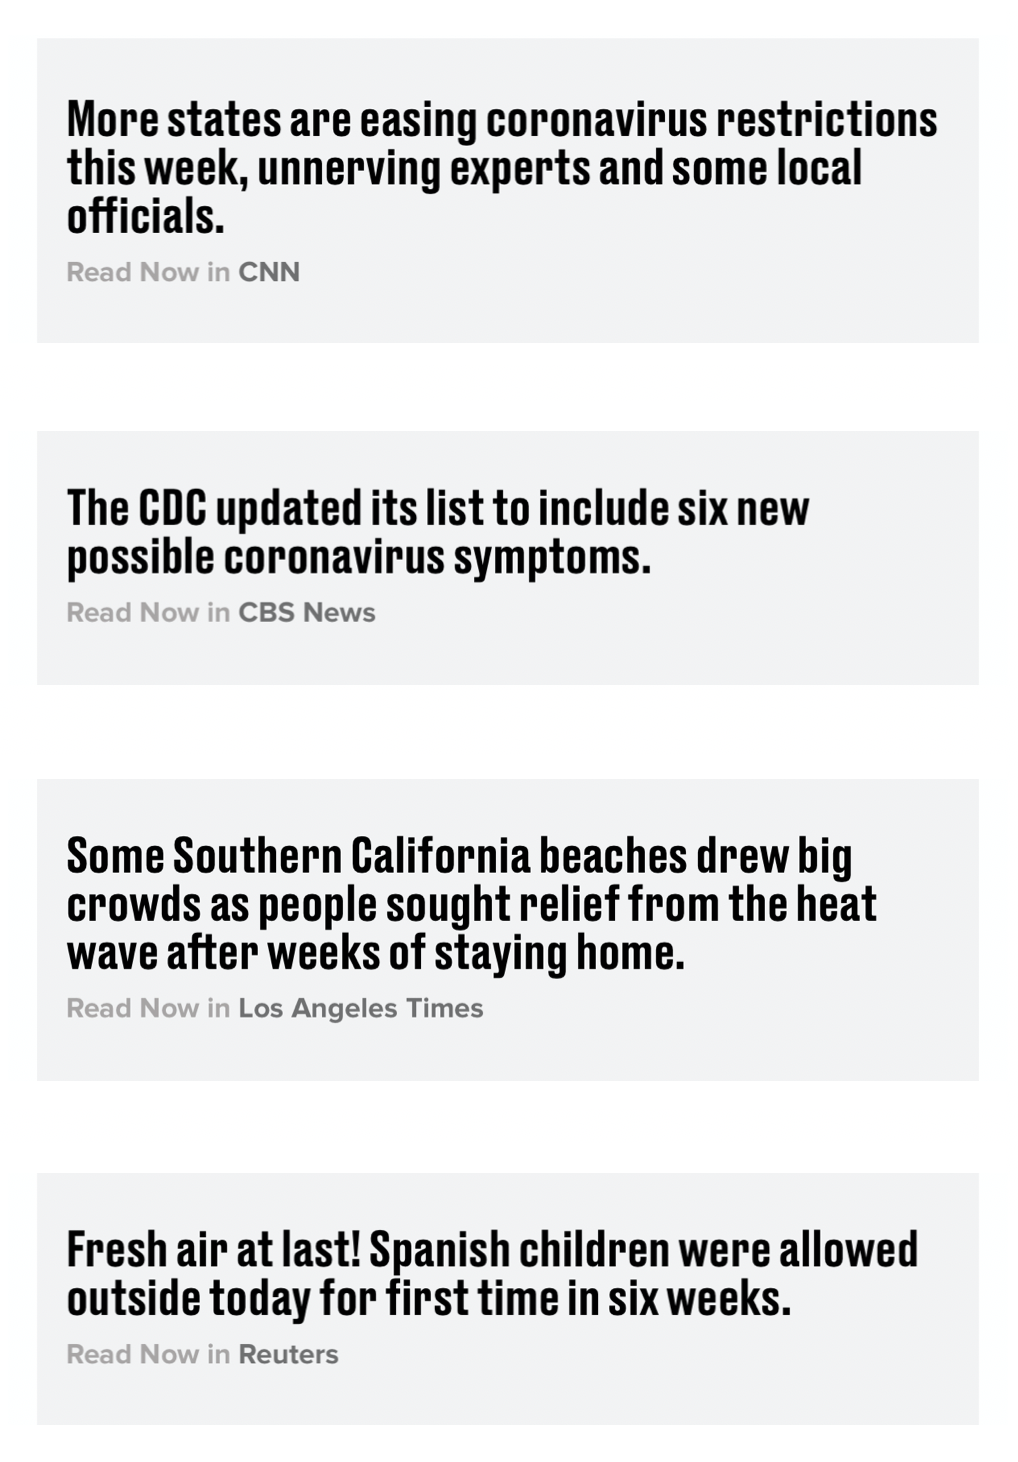 More states are easing coronavirus restrictions
this week, unnerving experts and some local
officials.
Read Now in CNN
The CDC updated its list to include six new
possible coronavirus symptoms.
Read Now in CBS News
Some Southern California beaches drew big
crowds as people sought relief from the heat
wave after weeks of staying home.
Read Now in Los Angeles Times
Fresh air at last! Spanish children were allowed
outside today for first time in six weeks.
Read Now in Reuters